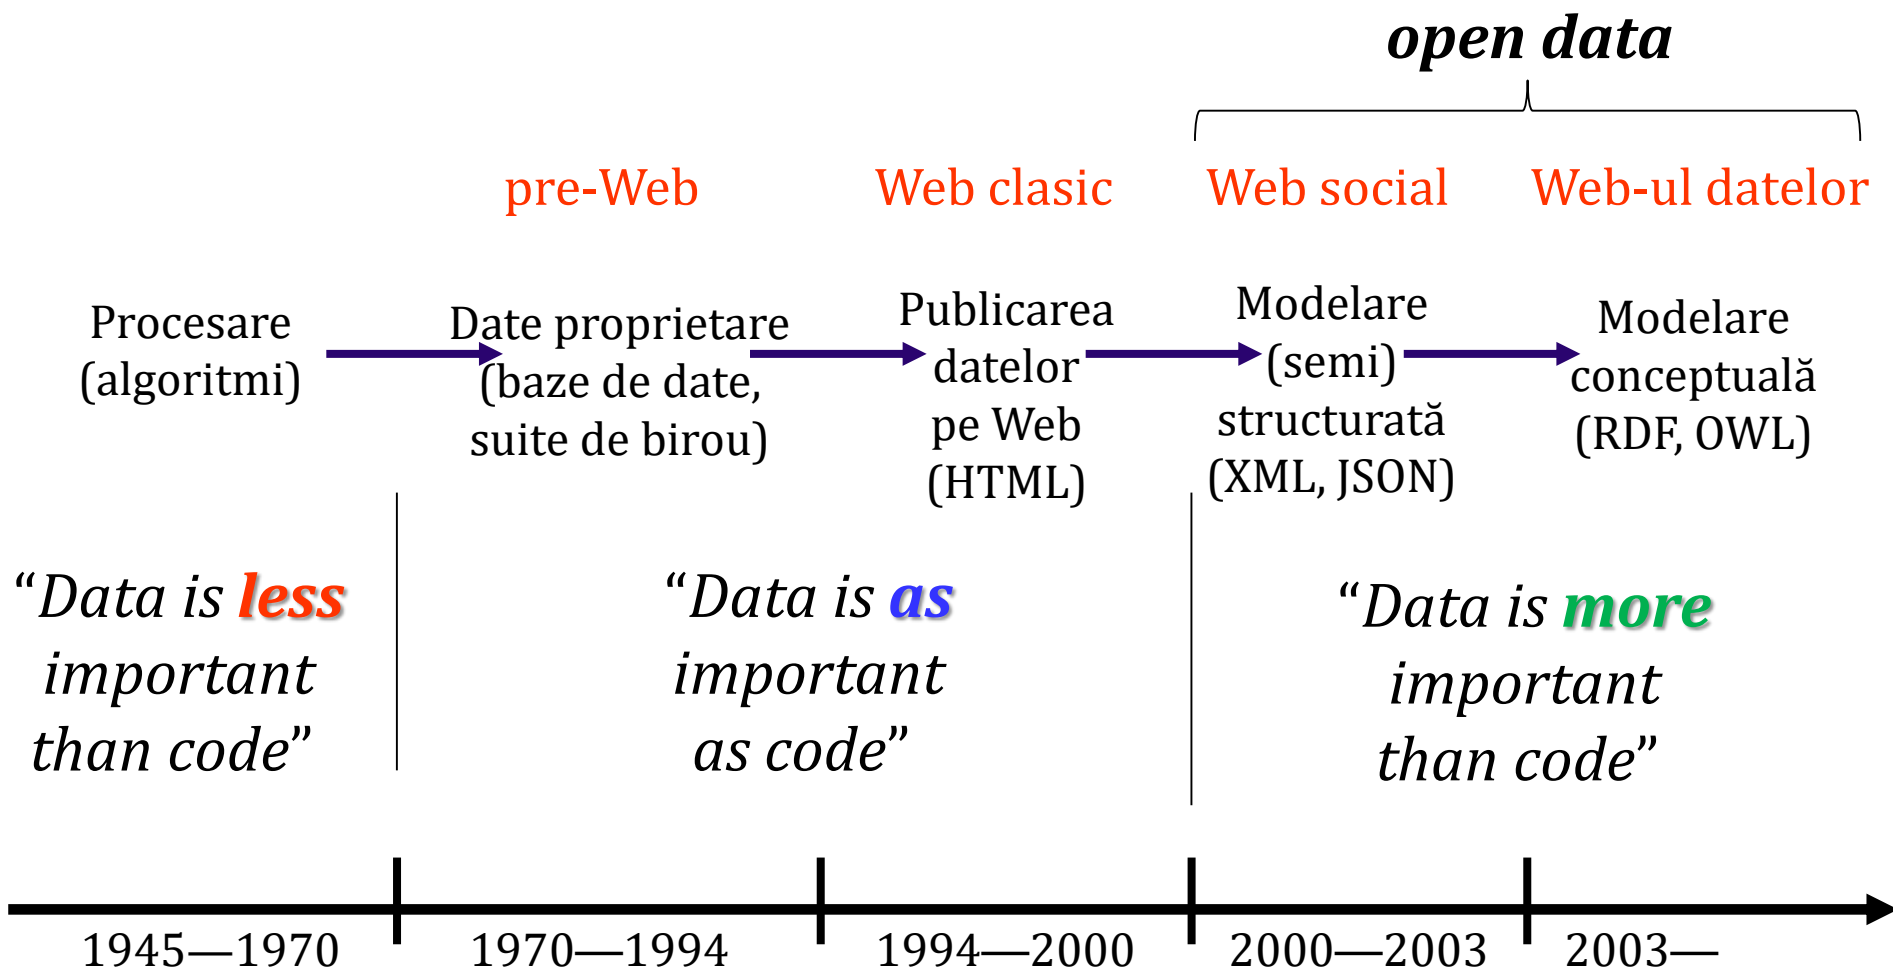 open data
pre-Web
Web clasic
Web social
Web-ul datelor
Procesare
(algoritmi)
Date proprietare
(baze de date,
suite de birou)
Publicarea
datelor
pe Web
(HTML)
Modelare
(semi)
structurată
(XML, JSON)
Modelare
conceptuală
(RDF, OWL)
“Data is less
important
than code”
“Data is as
important
as code”
“Data is more
important
than code”
1945—1970
1970—1994
1994—2000
2000—2003
2003—